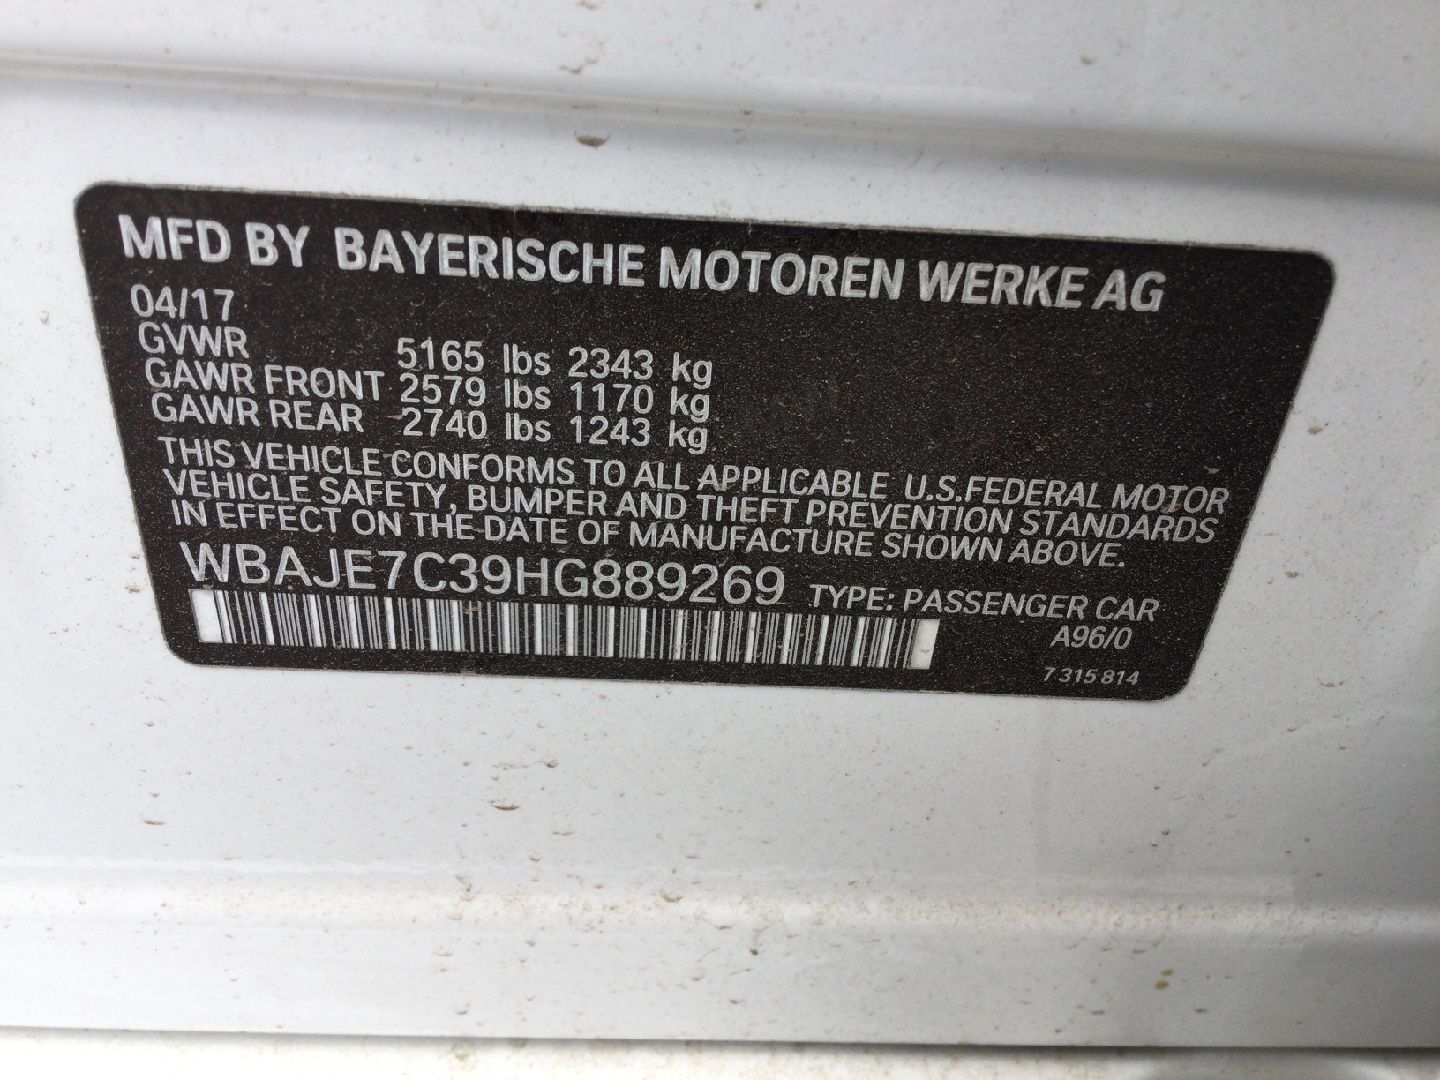 MFD BY BAYERISCHE MOTOREN WERKE AG
04/17
GVWR 5165 lbs 2343 kg
GAWR FRONT 2579 lbs 1170 kg
GAWR REAR 2740 lbs 1243 kg
THIS VEHICLE CONFORMS TO ALL APPLICABLE U.S.FEDERAL MOTOR
VEHICLE SAFETY, BUMPER AND THEFT PREVENTION STANDARDS
IN EFFECT ON THE DATE OF MANUFACTURE SHOWN ABOVE.
WBAJE7C39HG889269 TYPE: PASSENGER CAR
A96/0
7 315 814